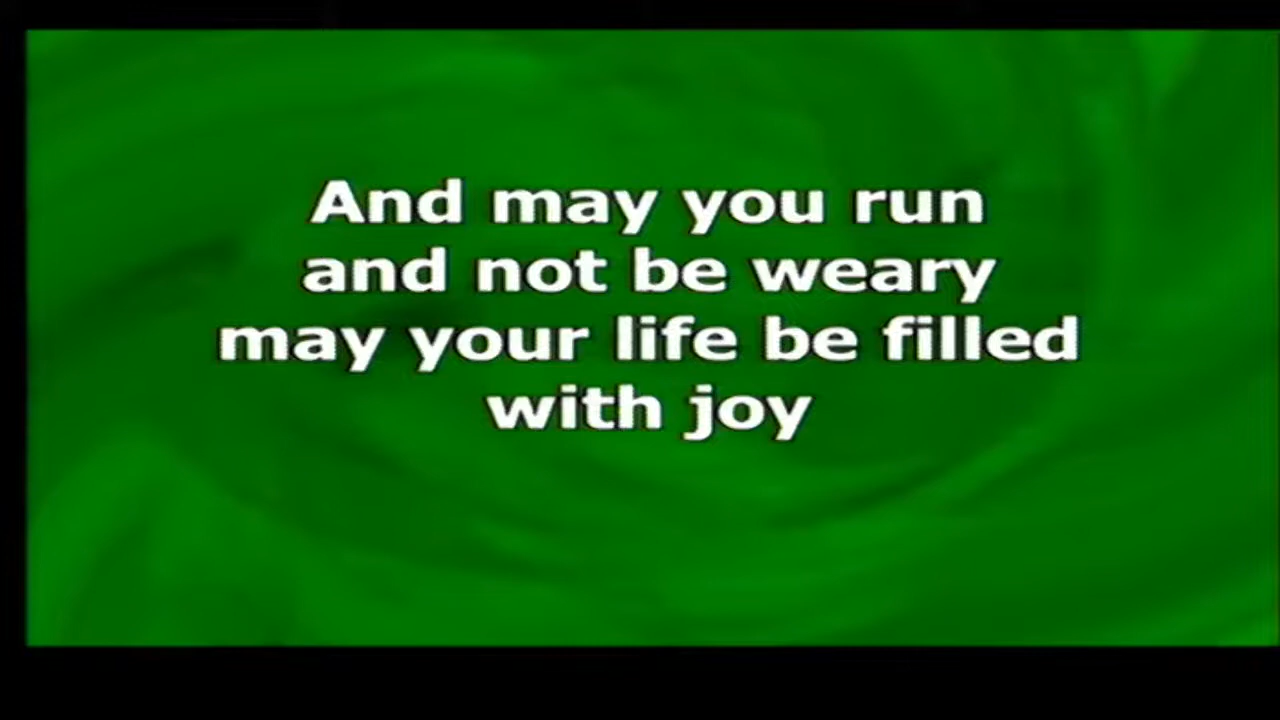 And may you run
and not be weary
may your life be filled
with joy